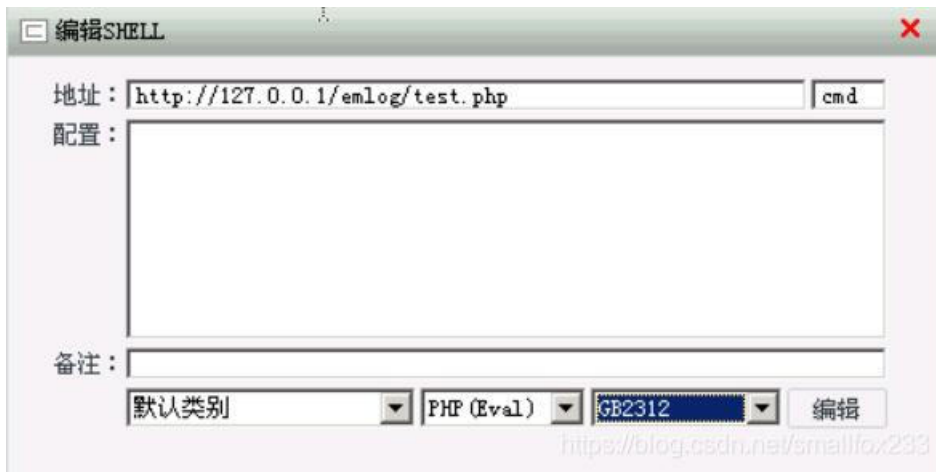 编辑SHELL
地址：http://127.0.0.1/emlog/test.php cmd
配置：
备注：
默认类别 PHP(Eval) GB2312 编辑
https://blog.csdn.net/smallfox233